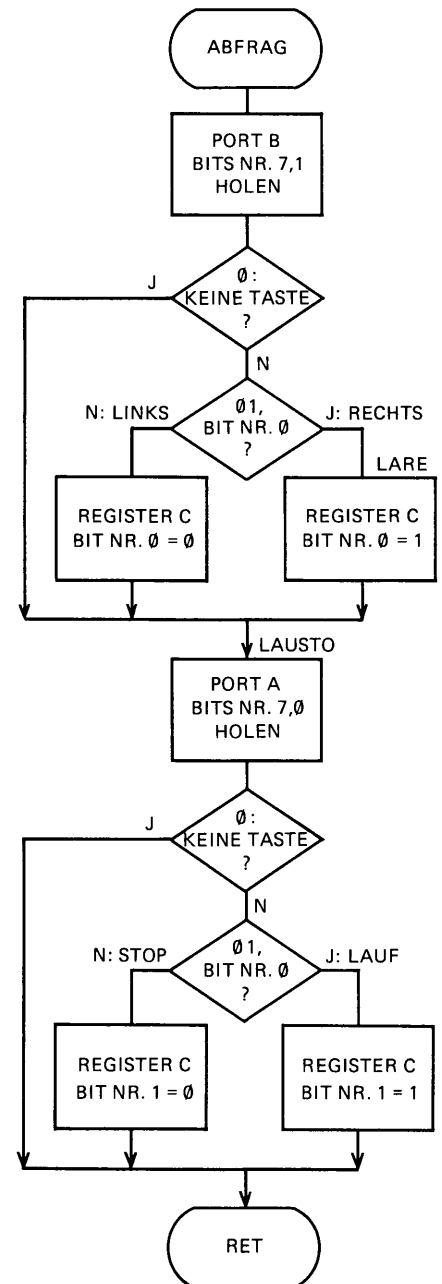 ABFRAG
PORT B
BITS NR. 7,1
HOLEN
Ø:
KEINE TASTE
?
J
N
Ø1,
BIT NR. Ø
?
N: LINKS
J: RECHTS
LARE
REGISTER C
BIT NR. Ø = Ø
REGISTER C
BIT NR. Ø = 1
LAUSTO
PORT A
BITS NR. 7,Ø
HOLEN
Ø:
KEINE TASTE
?
J
N
Ø1,
BIT NR. Ø
?
N: STOP
J: LAUF
REGISTER C
BIT NR. 1 = Ø
REGISTER C
BIT NR. 1 = 1
RET